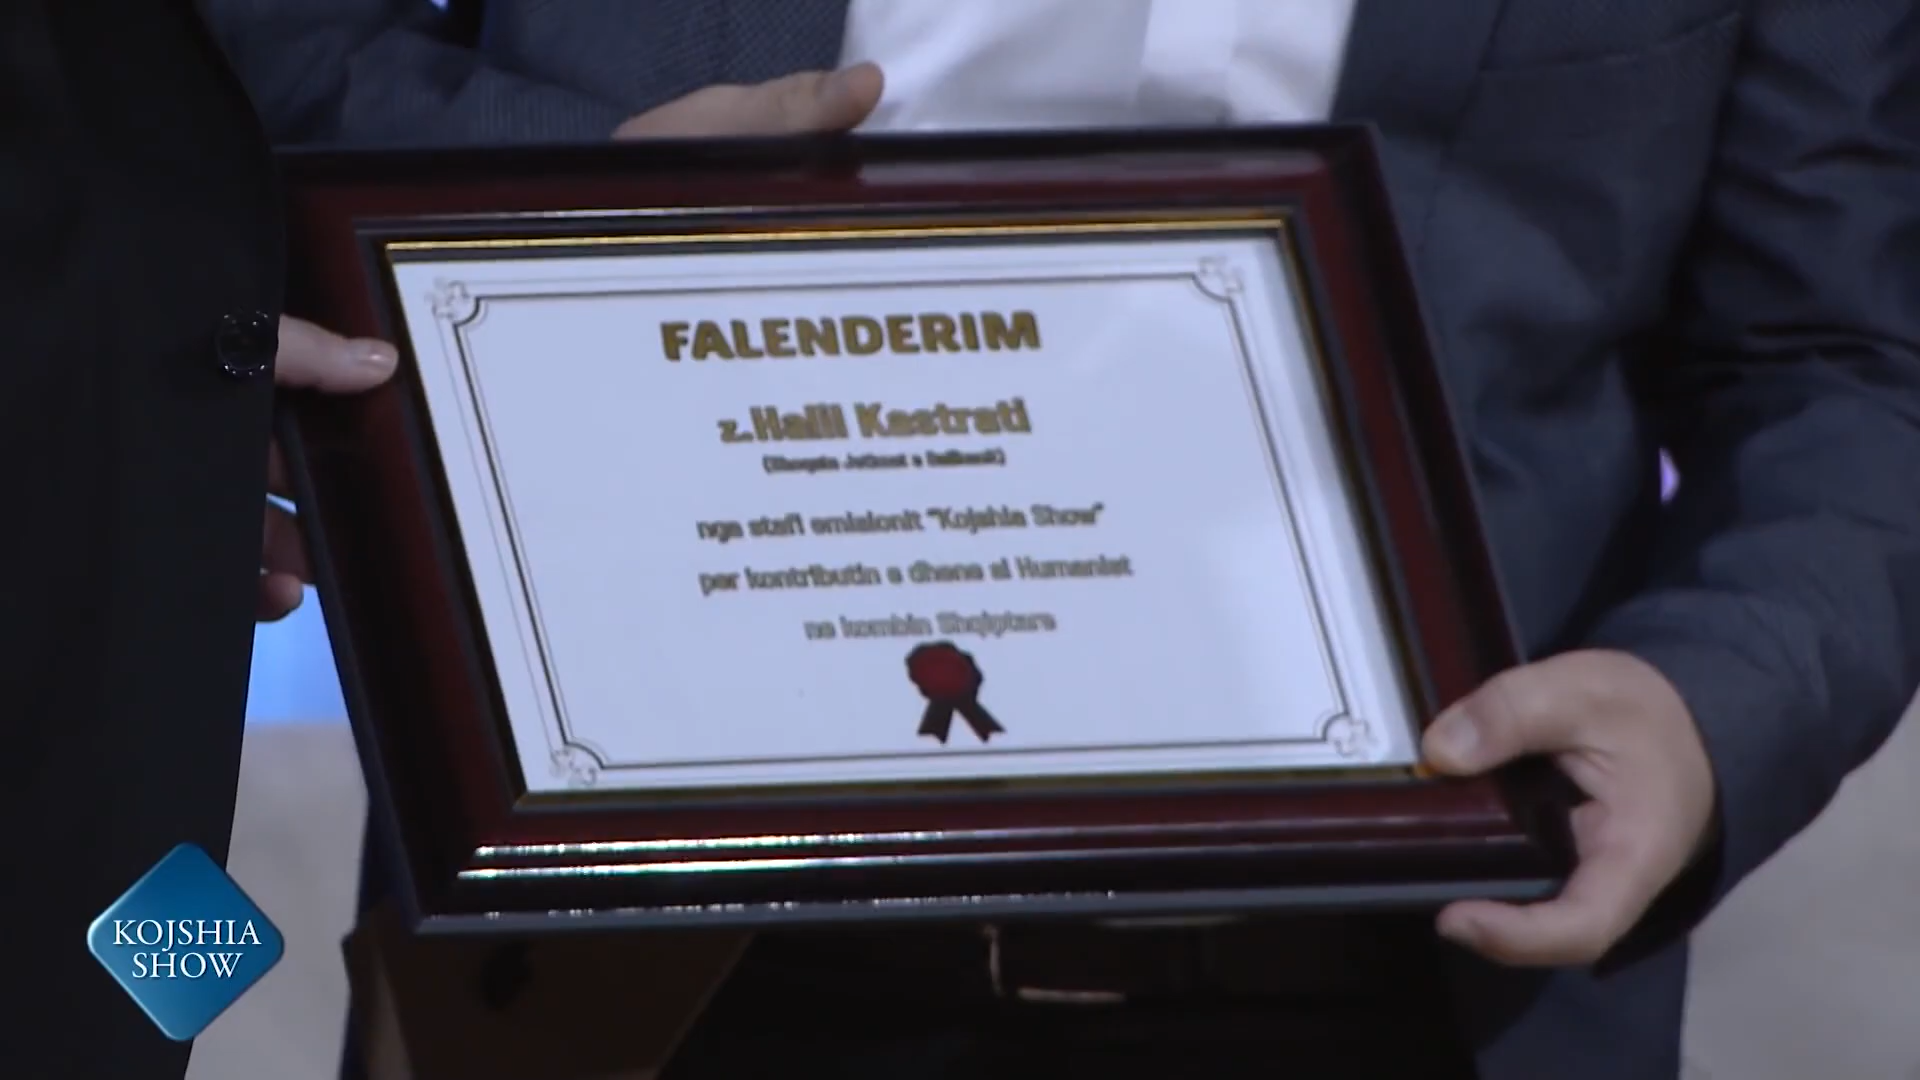 FALENDERIM
z.Halil Kastrati
nga stafi emisionit "Kojshia Show"
per kontributin e dhene si Humanist
ne kombin Shqiptare
KOJSHIA
SHOW